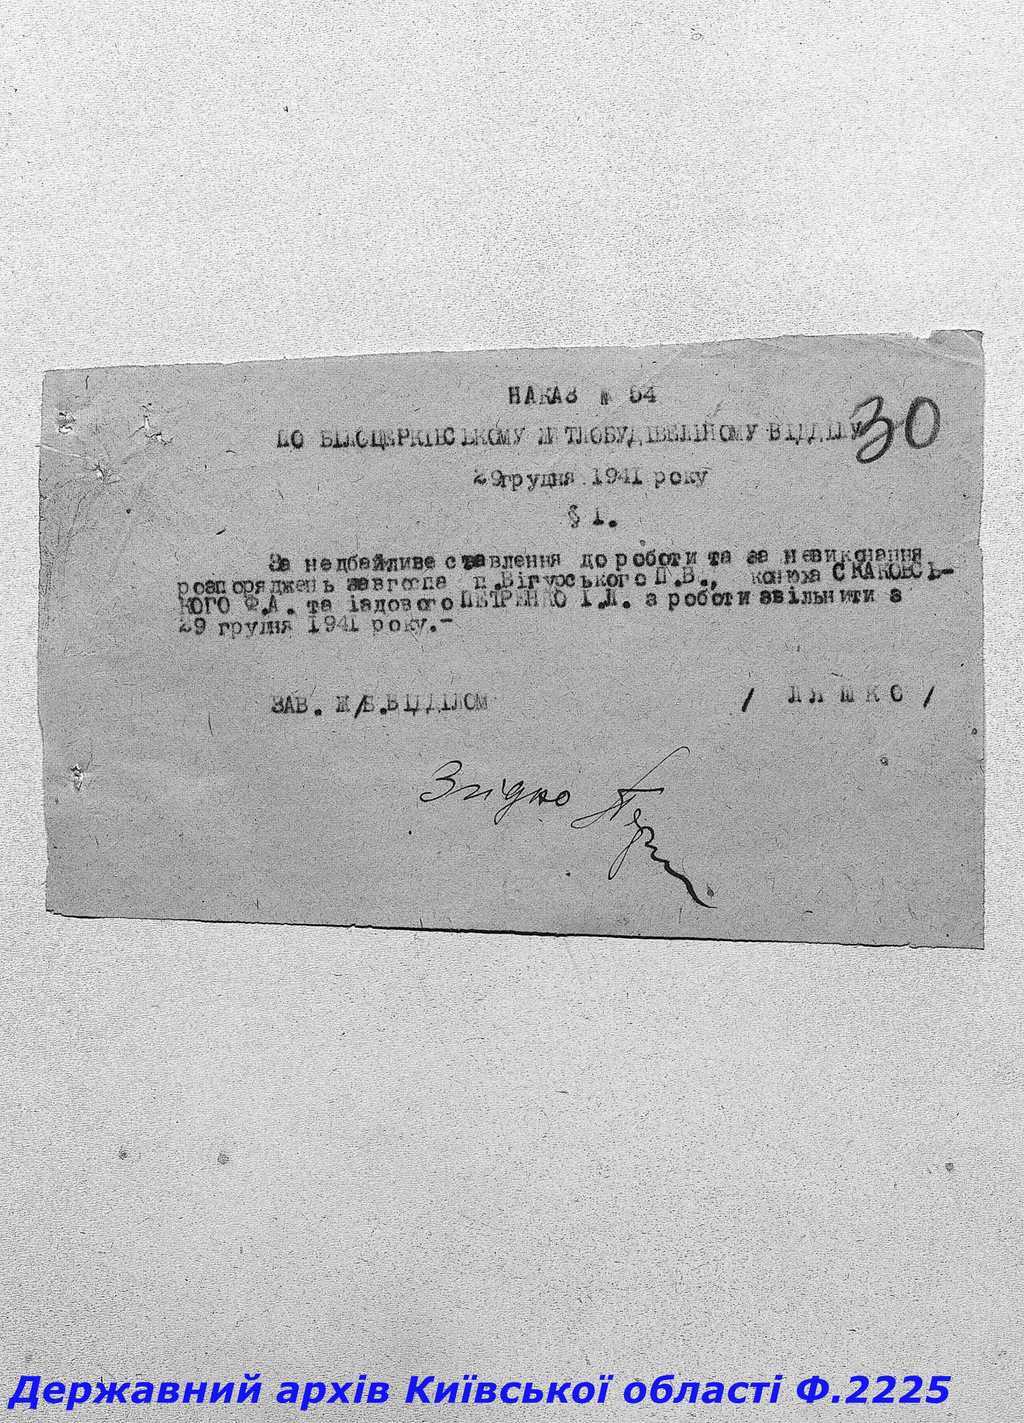 НАКАЗ № 54
30
ПО БІЛОЦЕРКІВСЬКОМУ ЖИТЛОБУДІВЕЛЬНОМУ ВІДДІЛУ
29 грудня 1941 року
§ I.
За недбайливе ставлення до роботи та за невиконання
розпоряджень завгоспа п.Вігурського П.В., конюха СКАКОВСЬ-
КОГО Ф.А. та їздового ПЕТРЕНКО І.Л. з роботи звільнити з
29 грудня 1941 року.-
ЗАВ. Ж/Б.ВІДДІЛОМ / ЛЯШКО /
Згідно
Державний архів Київської області Ф.2225